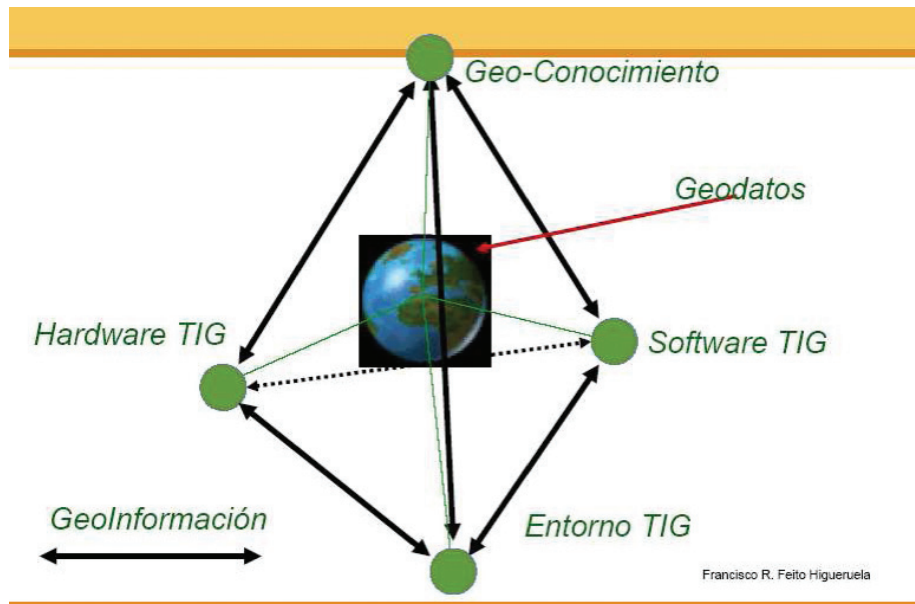 Geo-Conocimiento
Geodatos
Hardware TIG
Software TIG
GeoInformación
Entorno TIG
Francisco R. Feito Higueruela